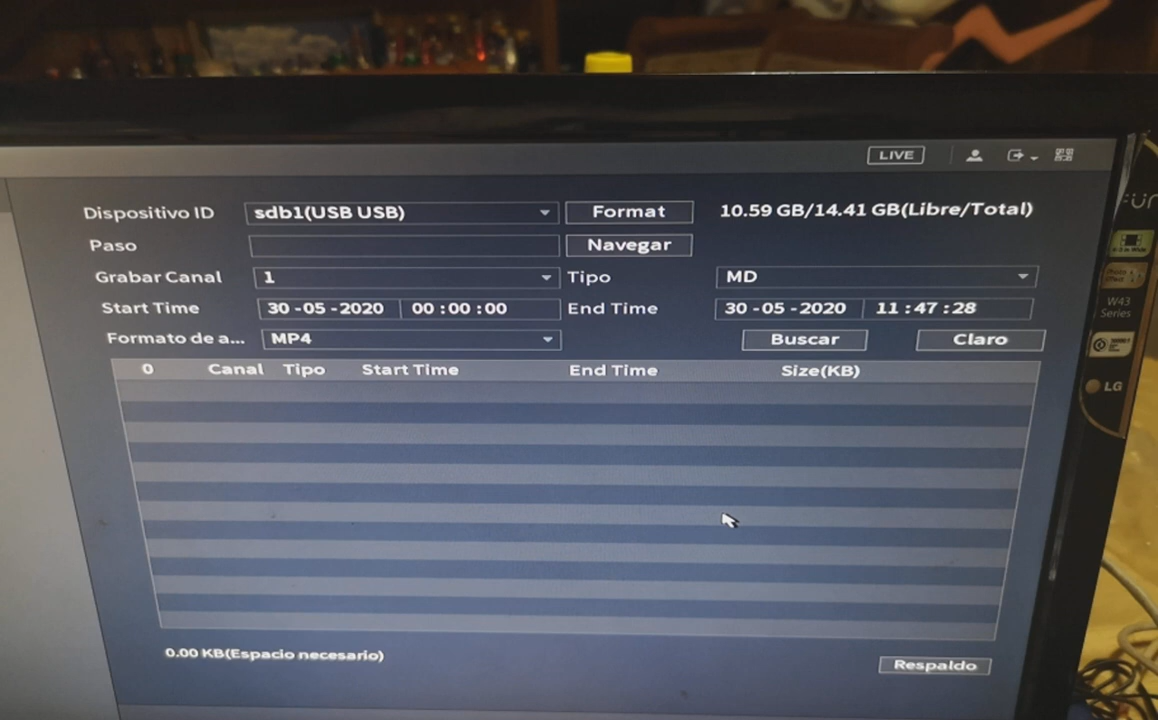 LIVE
Dispositivo ID sdb1(USB USB) Format 10.59 GB/14.41 GB(Libre/Total)
Paso Navegar
Grabar Canal 1 Tipo MD
Start Time 30-05-2020 00:00:00 End Time 30-05-2020 11:47:28
Formato de a... MP4 Buscar Claro
0 Canal Tipo Start Time End Time Size(KB)
0.00 KB(Espacio necesario)
Respaldo
W43
Series
LG